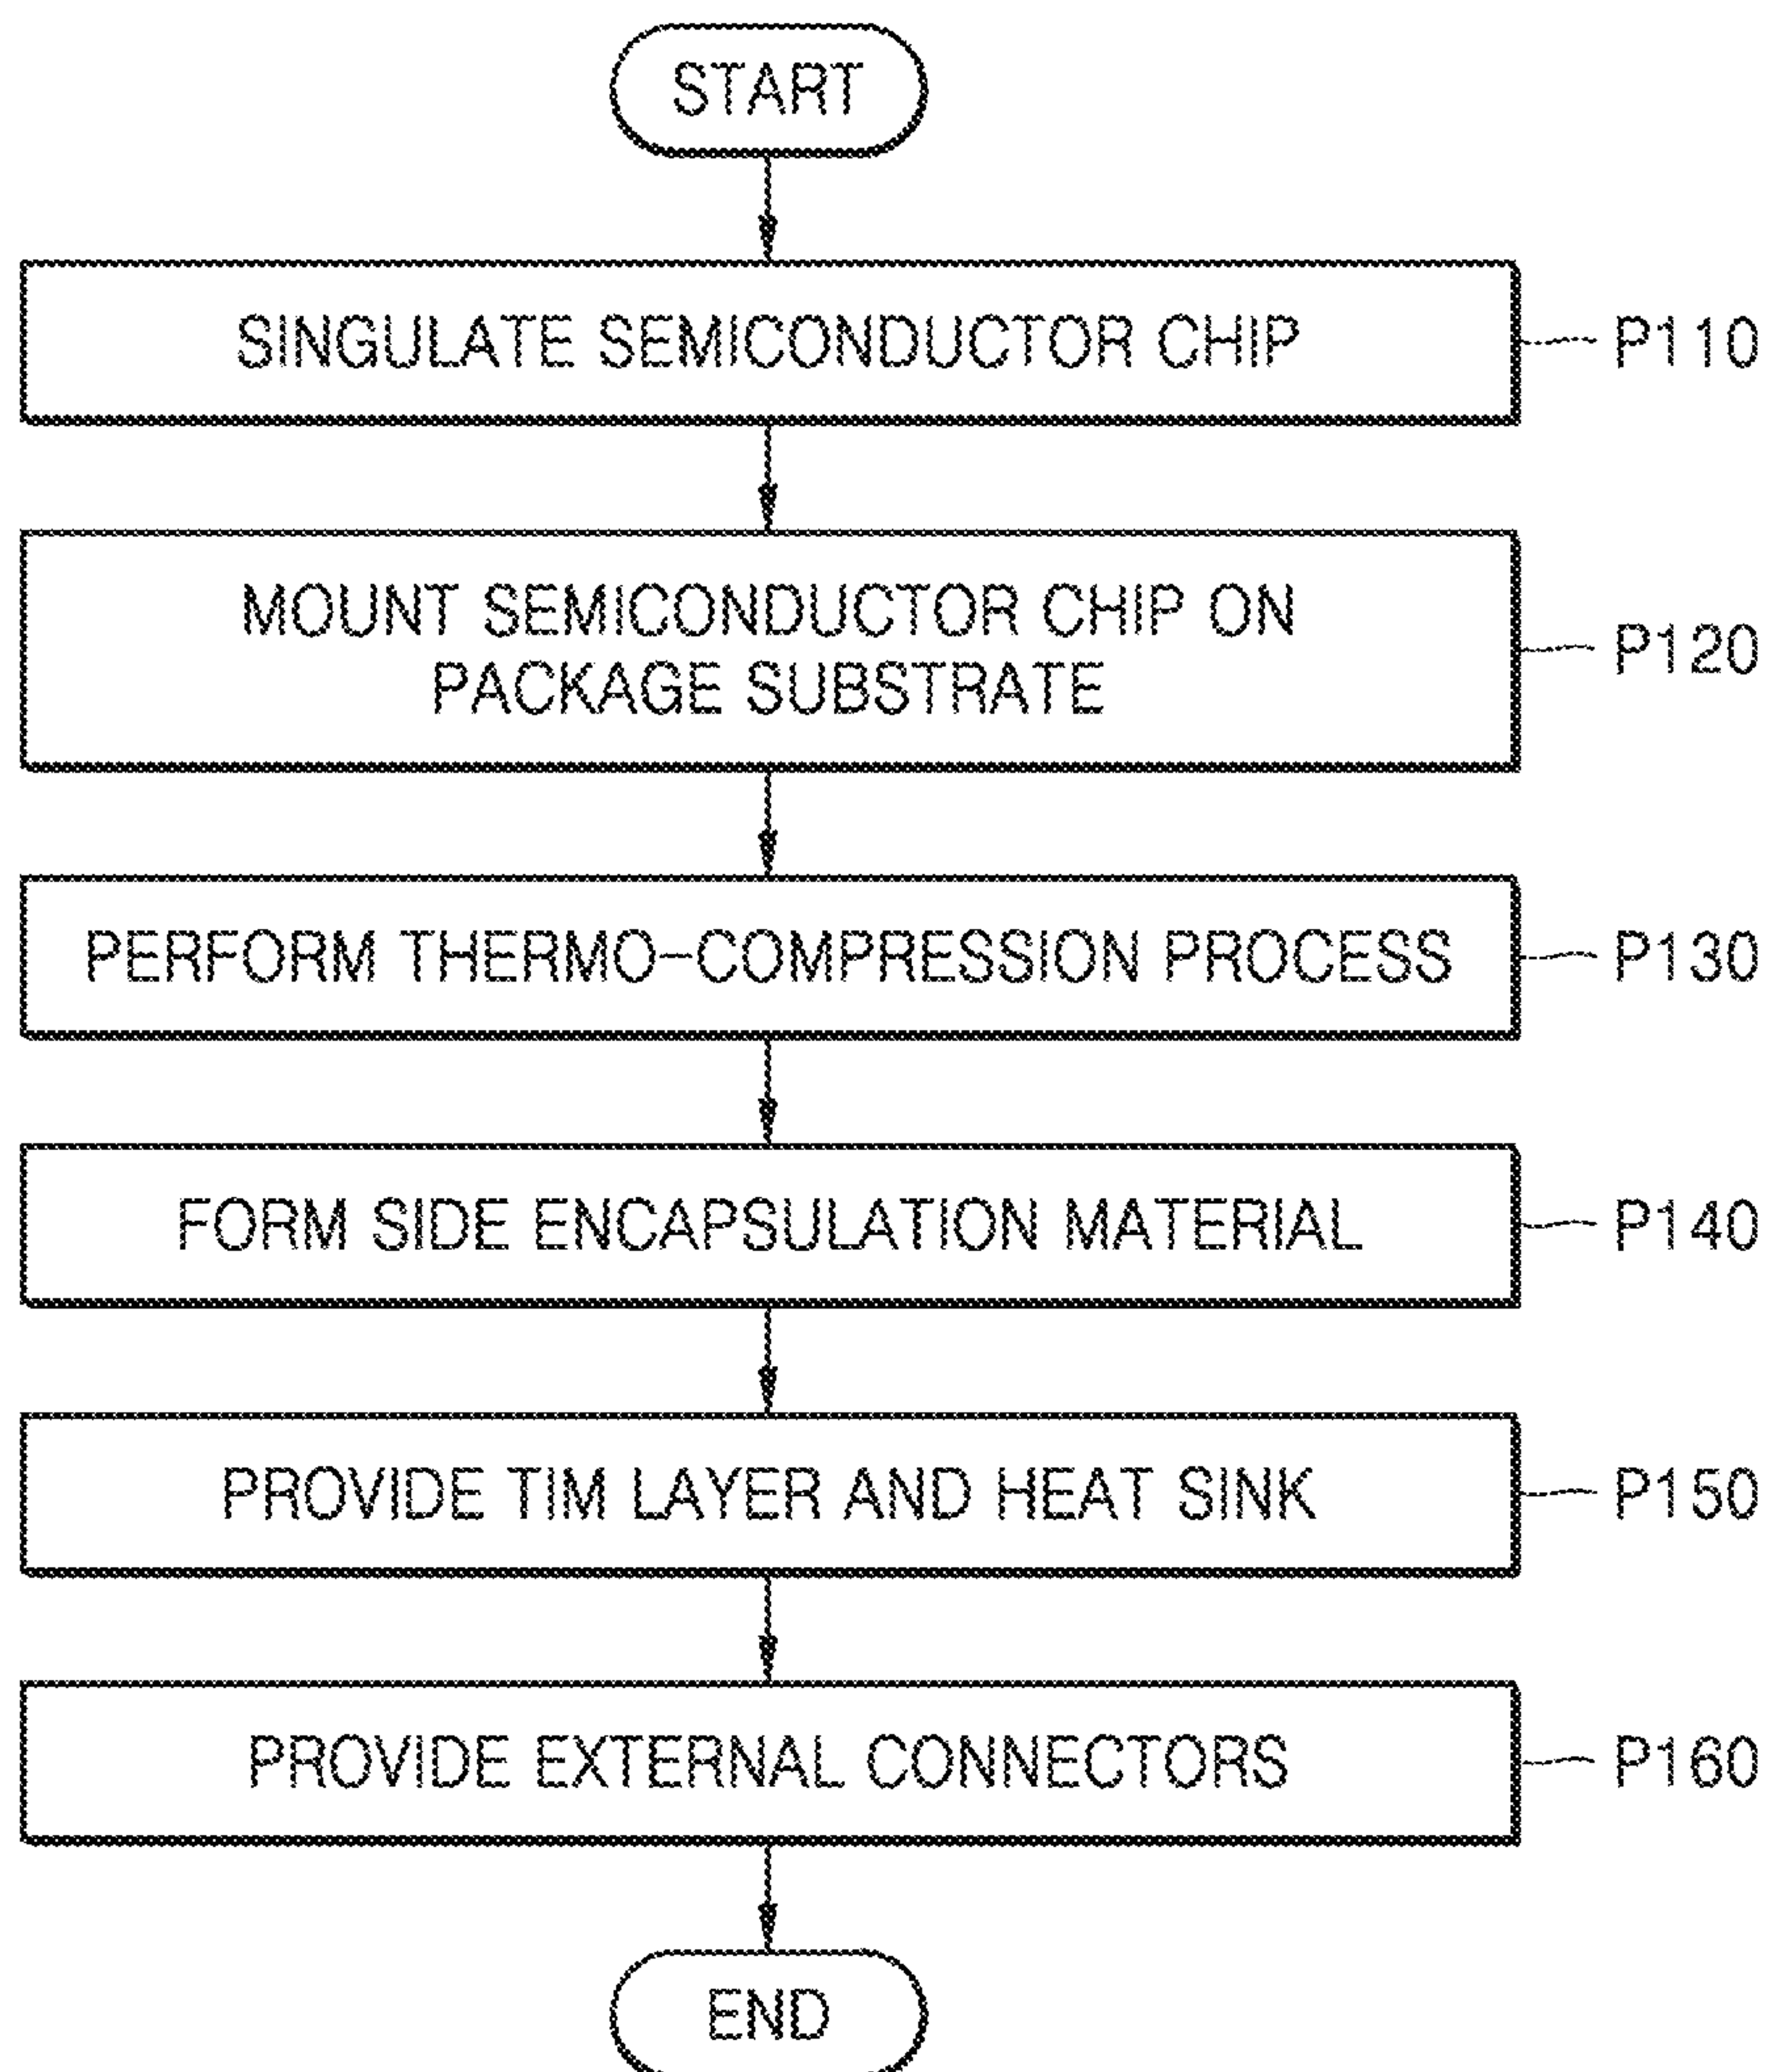 START
SINGULATE SEMICONDUCTOR CHIP
P110
MOUNT SEMICONDUCTOR CHIP ON
PACKAGE SUBSTRATE
P120
PERFORM THERMO-COMPRESSION PROCESS
P130
FORM SIDE ENCAPSULATION MATERIAL
P140
PROVIDE TIM LAYER AND HEAT SINK
P150
PROVIDE EXTERNAL CONNECTORS
P160
END